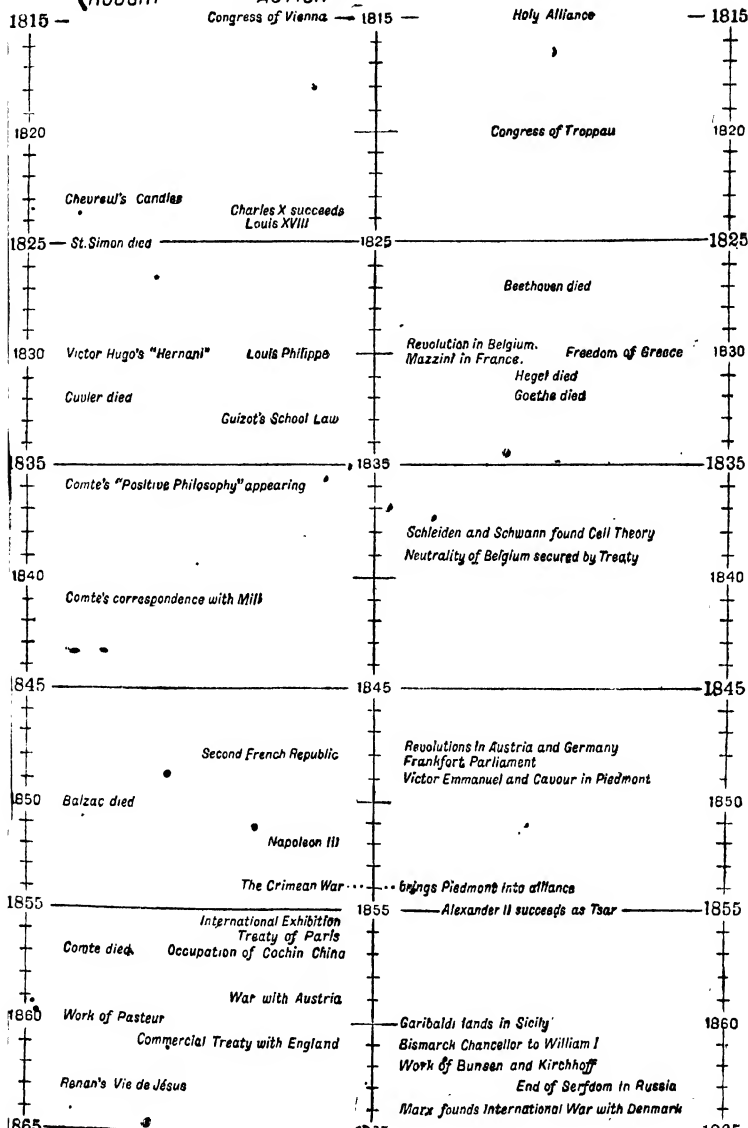 THOUGHT ACTION
1815 — Congress of Vienna — 1815 — Holy Alliance — 1815
1820 Congress of Troppau 1820
Chevreul's Candles
Charles X succeeds
Louis XVIII
1825 — St. Simon died 1825 1825
Beethoven died
1830 Victor Hugo's "Hernani" Louis Philippe Revolution in Belgium. Freedom of Greece 1830
Mazzini in France.
Hegel died
Cuvier died Goethe died
Guizot's School Law
1835 1835 1835
Comte's "Positive Philosophy" appearing
Schleiden and Schwann found Cell Theory
Neutrality of Belgium secured by Treaty
1840 1840
Comte's correspondence with Mill
1845 1845 1845
Second French Republic Revolutions in Austria and Germany
Frankfort Parliament
Victor Emmanuel and Cavour in Piedmont
1850 Balzac died 1850
Napoleon III
The Crimean War ······ brings Piedmont into alliance
1855 1855 — Alexander II succeeds as Tsar — 1855
International Exhibition
Treaty of Paris
Comte died. Occupation of Cochin China
War with Austria
1860 Work of Pasteur Garibaldi lands in Sicily 1860
Commercial Treaty with England Bismarck Chancellor to William I
Work of Bunsen and Kirchhoff
Renan's Vie de Jésus End of Serfdom in Russia
Marx founds International War with Denmark
1865 1865 1865